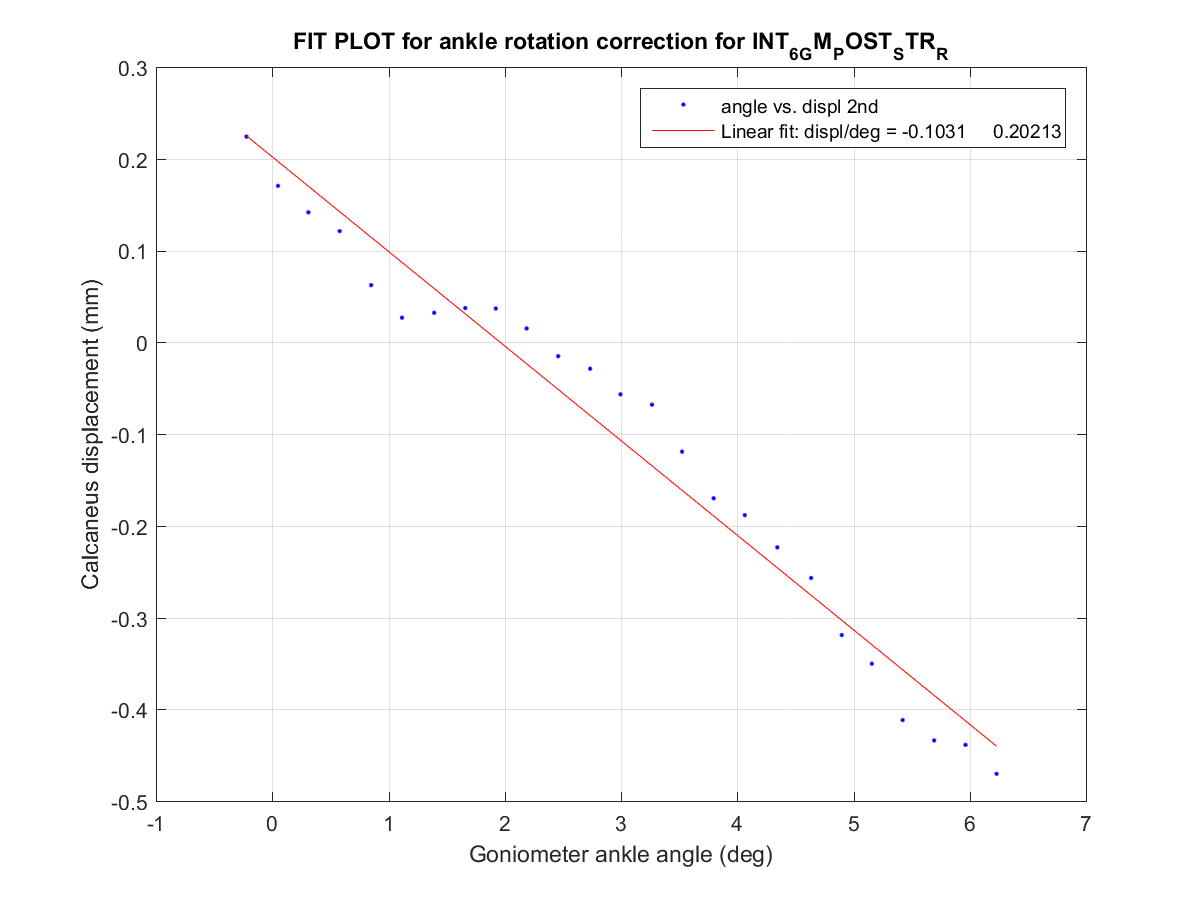 FIT PLOT for ankle rotation correction for INT6GMPOSTSTRR
0.3
angle vs. displ 2nd
Linear fit: displ/deg = -0.1031 0.20213
0.2
0.1
0
-0.1
-0.2
-0.3
-0.4
-0.5
Calcaneus displacement (mm)
-1 0 1 2 3 4 5 6 7
Goniometer ankle angle (deg)